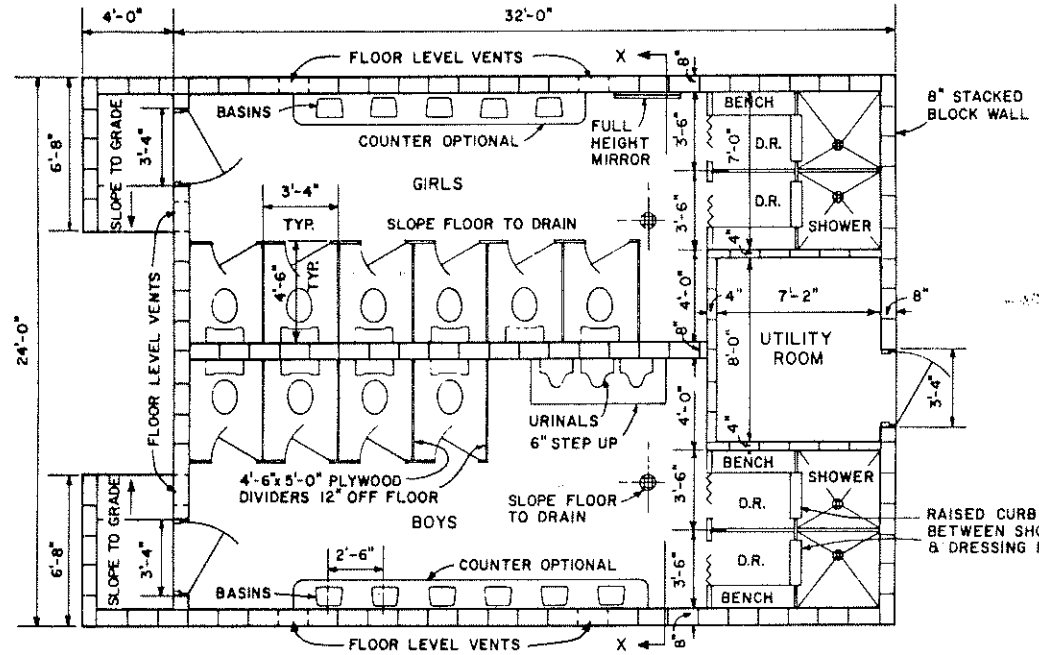 4'-0"
32'-0"
FLOOR LEVEL VENTS
X
8"
BASINS
COUNTER OPTIONAL
FULL
HEIGHT
MIRROR
BENCH
8" STACKED
BLOCK WALL
6'-8"
SLOPE TO GRADE
3'-4"
3'-6"
7'-0"
D.R.
GIRLS
3'-4"
TYP.
SLOPE FLOOR TO DRAIN
3'-6"
D.R.
SHOWER
4'-6"
TYP.
4"
24'-0"
FLOOR LEVEL VENTS
4'-0"
4"
7'-2"
8"
8"
8'-0"
UTILITY
ROOM
3'-4"
4'-0"
URINALS
6" STEP UP
4"
BENCH
SHOWER
4'-6"x 5'-0" PLYWOOD
DIVIDERS 12" OFF FLOOR
SLOPE FLOOR
TO DRAIN
3'-6"
D.R.
RAISED CURB
BETWEEN SHO
& DRESSING
BOYS
6'-8"
SLOPE TO GRADE
3'-4"
2'-6"
COUNTER OPTIONAL
3'-6"
D.R.
BASINS
BENCH
FLOOR LEVEL VENTS
X
8"